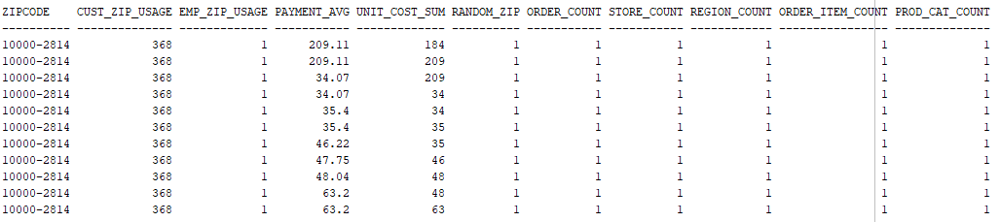 ZIPCODE CUST_ZIP_USAGE EMP_ZIP_USAGE PAYMENT_AVG UNIT_COST_SUM RANDOM_ZIP ORDER_COUNT STORE_COUNT REGION_COUNT ORDER_ITEM_COUNT PROD_CAT_COUNT
---------- -------------- ------------- ----------- ------------- ---------- ----------- ----------- ------------ ---------------- --------------
10000-2814 368 1 209.11 184 1 1 1 1 1 1
10000-2814 368 1 209.11 209 1 1 1 1 1 1
10000-2814 368 1 34.07 209 1 1 1 1 1 1
10000-2814 368 1 34.07 34 1 1 1 1 1 1
10000-2814 368 1 35.4 34 1 1 1 1 1 1
10000-2814 368 1 35.4 35 1 1 1 1 1 1
10000-2814 368 1 46.22 35 1 1 1 1 1 1
10000-2814 368 1 47.75 46 1 1 1 1 1 1
10000-2814 368 1 48.04 48 1 1 1 1 1 1
10000-2814 368 1 63.2 48 1 1 1 1 1 1
10000-2814 368 1 63.2 63 1 1 1 1 1 1